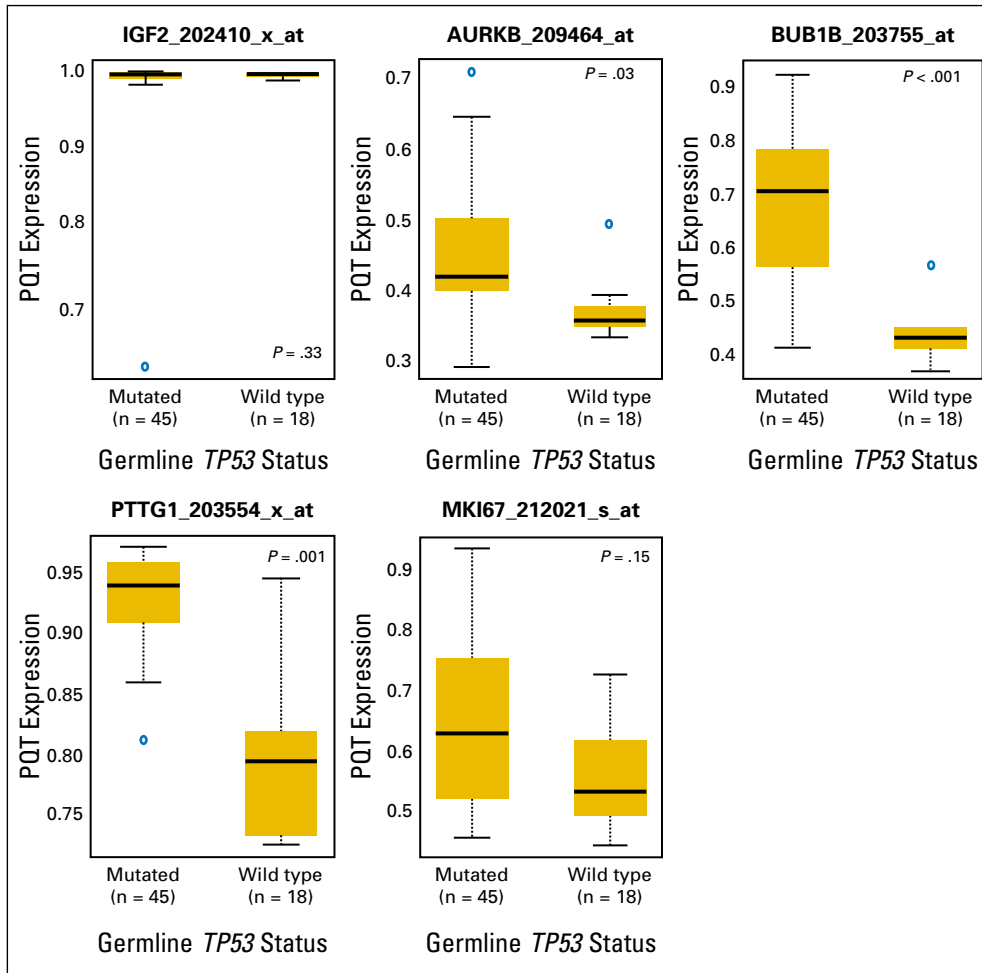 IGF2_202410_x_at
PQT Expression
1.0
0.9
0.8
0.7
P = .33
Mutated
(n = 45)
Wild type
(n = 18)
Germline TP53 Status
AURKB_209464_at
PQT Expression
0.7
0.6
0.5
0.4
0.3
P = .03
Mutated
(n = 45)
Wild type
(n = 18)
Germline TP53 Status
BUB1B_203755_at
PQT Expression
0.9
0.8
0.7
0.6
0.5
0.4
P < .001
Mutated
(n = 45)
Wild type
(n = 18)
Germline TP53 Status
PTTG1_203554_x_at
PQT Expression
0.95
0.90
0.85
0.80
0.75
P = .001
Mutated
(n = 45)
Wild type
(n = 18)
Germline TP53 Status
MKI67_212021_s_at
PQT Expression
0.9
0.8
0.7
0.6
0.5
P = .15
Mutated
(n = 45)
Wild type
(n = 18)
Germline TP53 Status